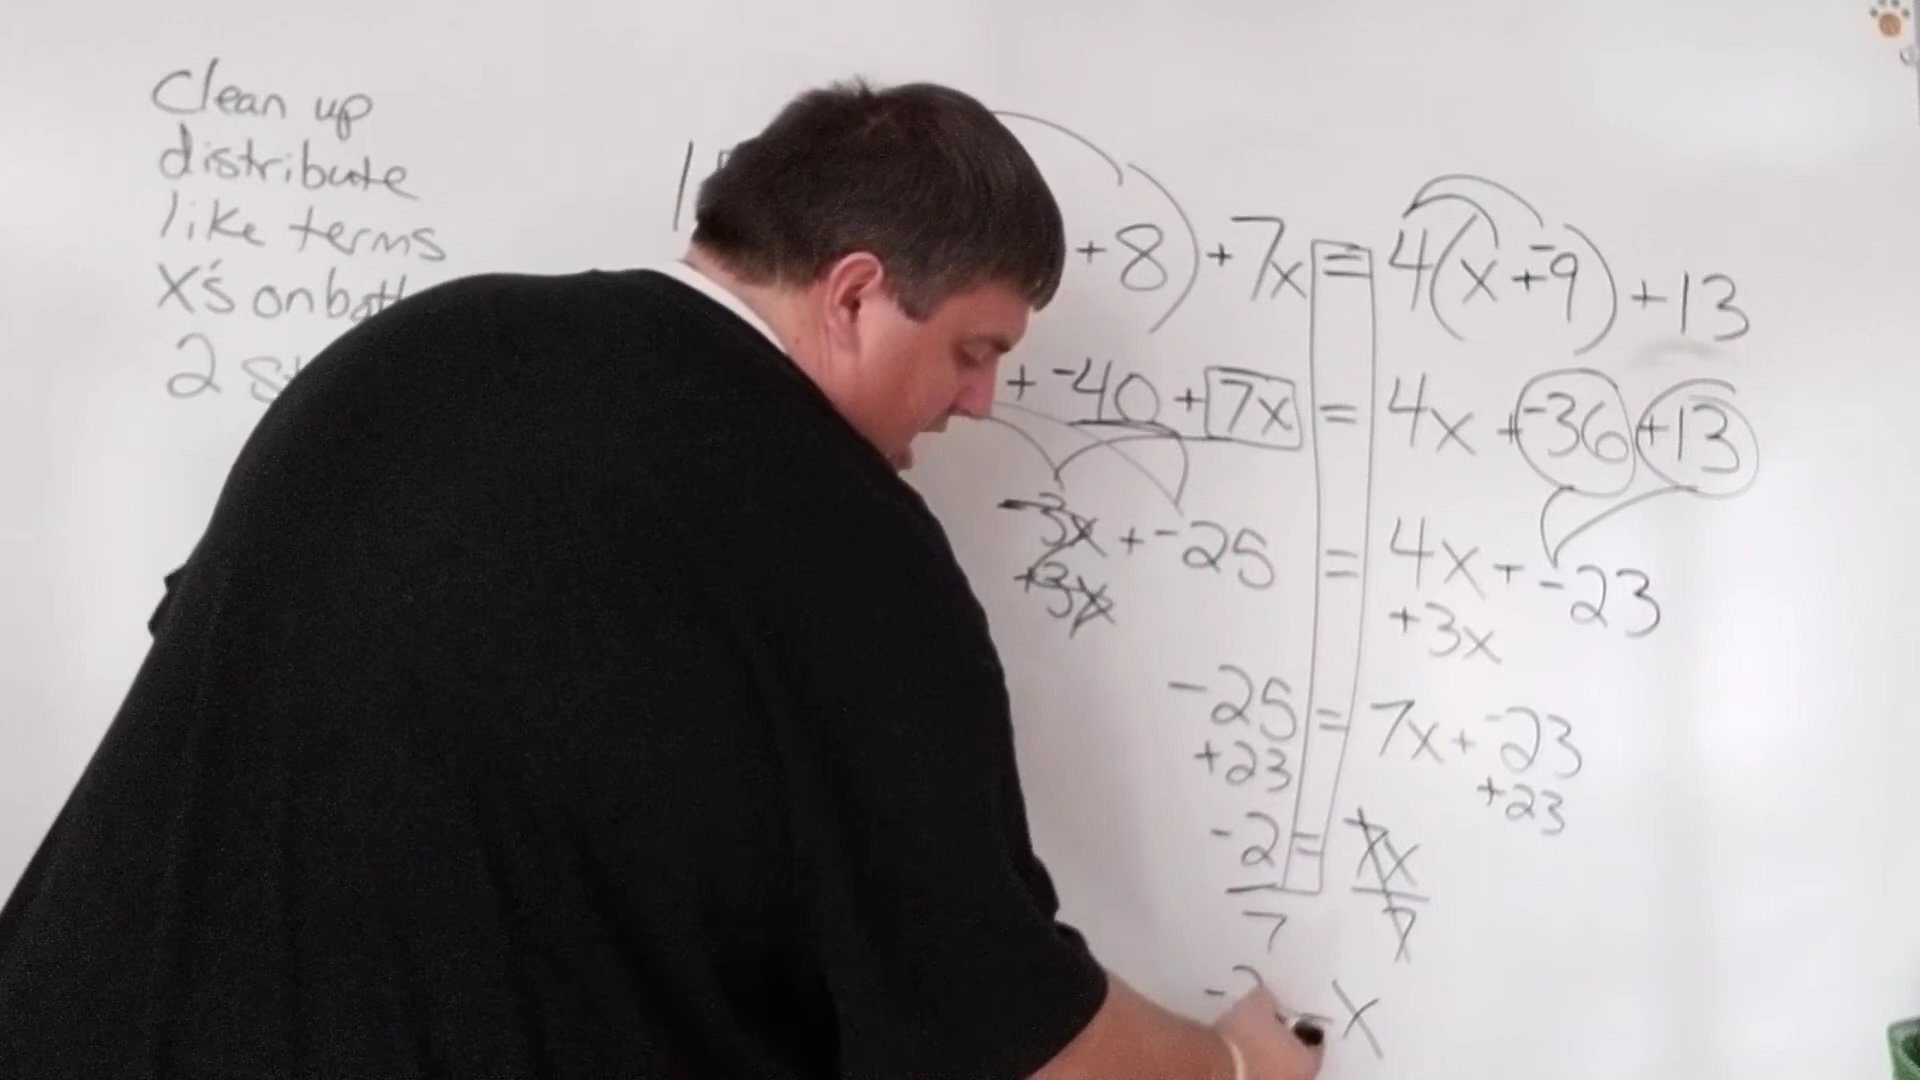 Clean up
distribute
like terms
X's on
2
+8) + 7x = 4(x + -9) + 13
+ -40 + 7x = 4x + -36 + 13
-3x + -25 = 4x + -23
+3x +3x
-25 = 7x + -23
+23 +23
-2 = 7x
7 7
-2 = x